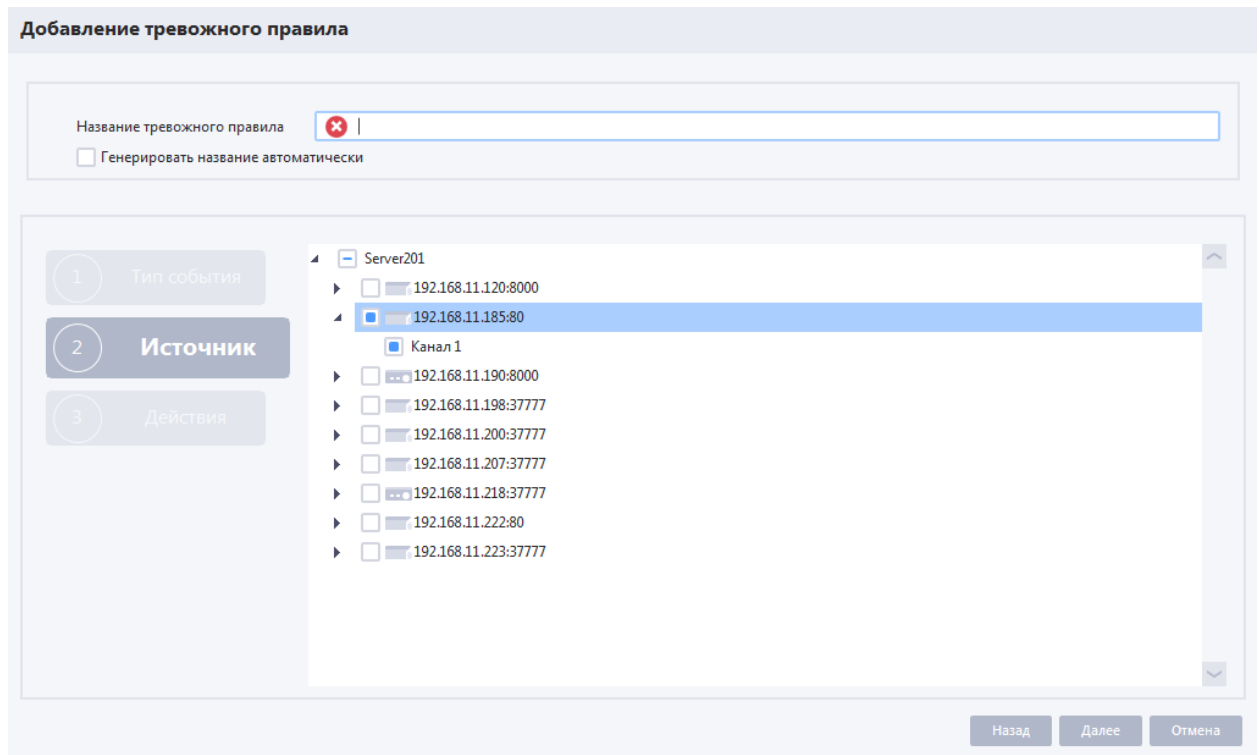 Добавление тревожного правила
Название тревожного правила
Генерировать название автоматически
1 Тип события
2 Источник
3 Действия
Server201
192.168.11.120:8000
192.168.11.185:80
Канал 1
192.168.11.190:8000
192.168.11.198:37777
192.168.11.200:37777
192.168.11.207:37777
192.168.11.218:37777
192.168.11.222:80
192.168.11.223:37777
Назад Далее Отмена